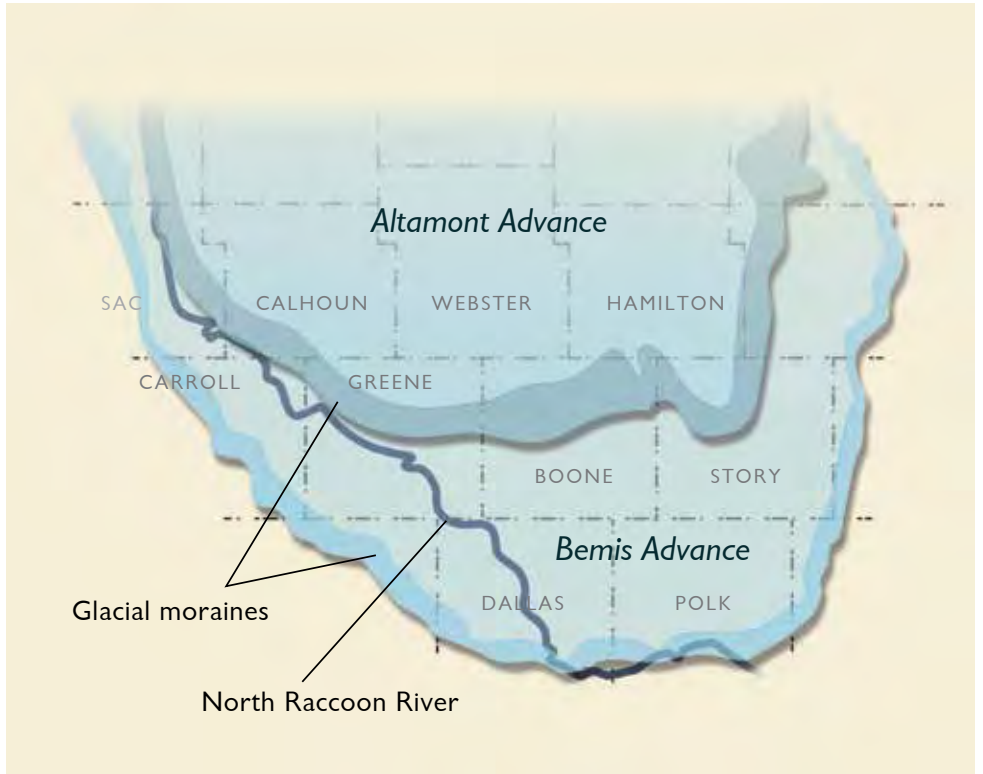 Altamont Advance
SAC
CALHOUN
WEBSTER
HAMILTON
CARROLL
GREENE
BOONE
STORY
Bemis Advance
DALLAS
POLK
Glacial moraines
North Raccoon River